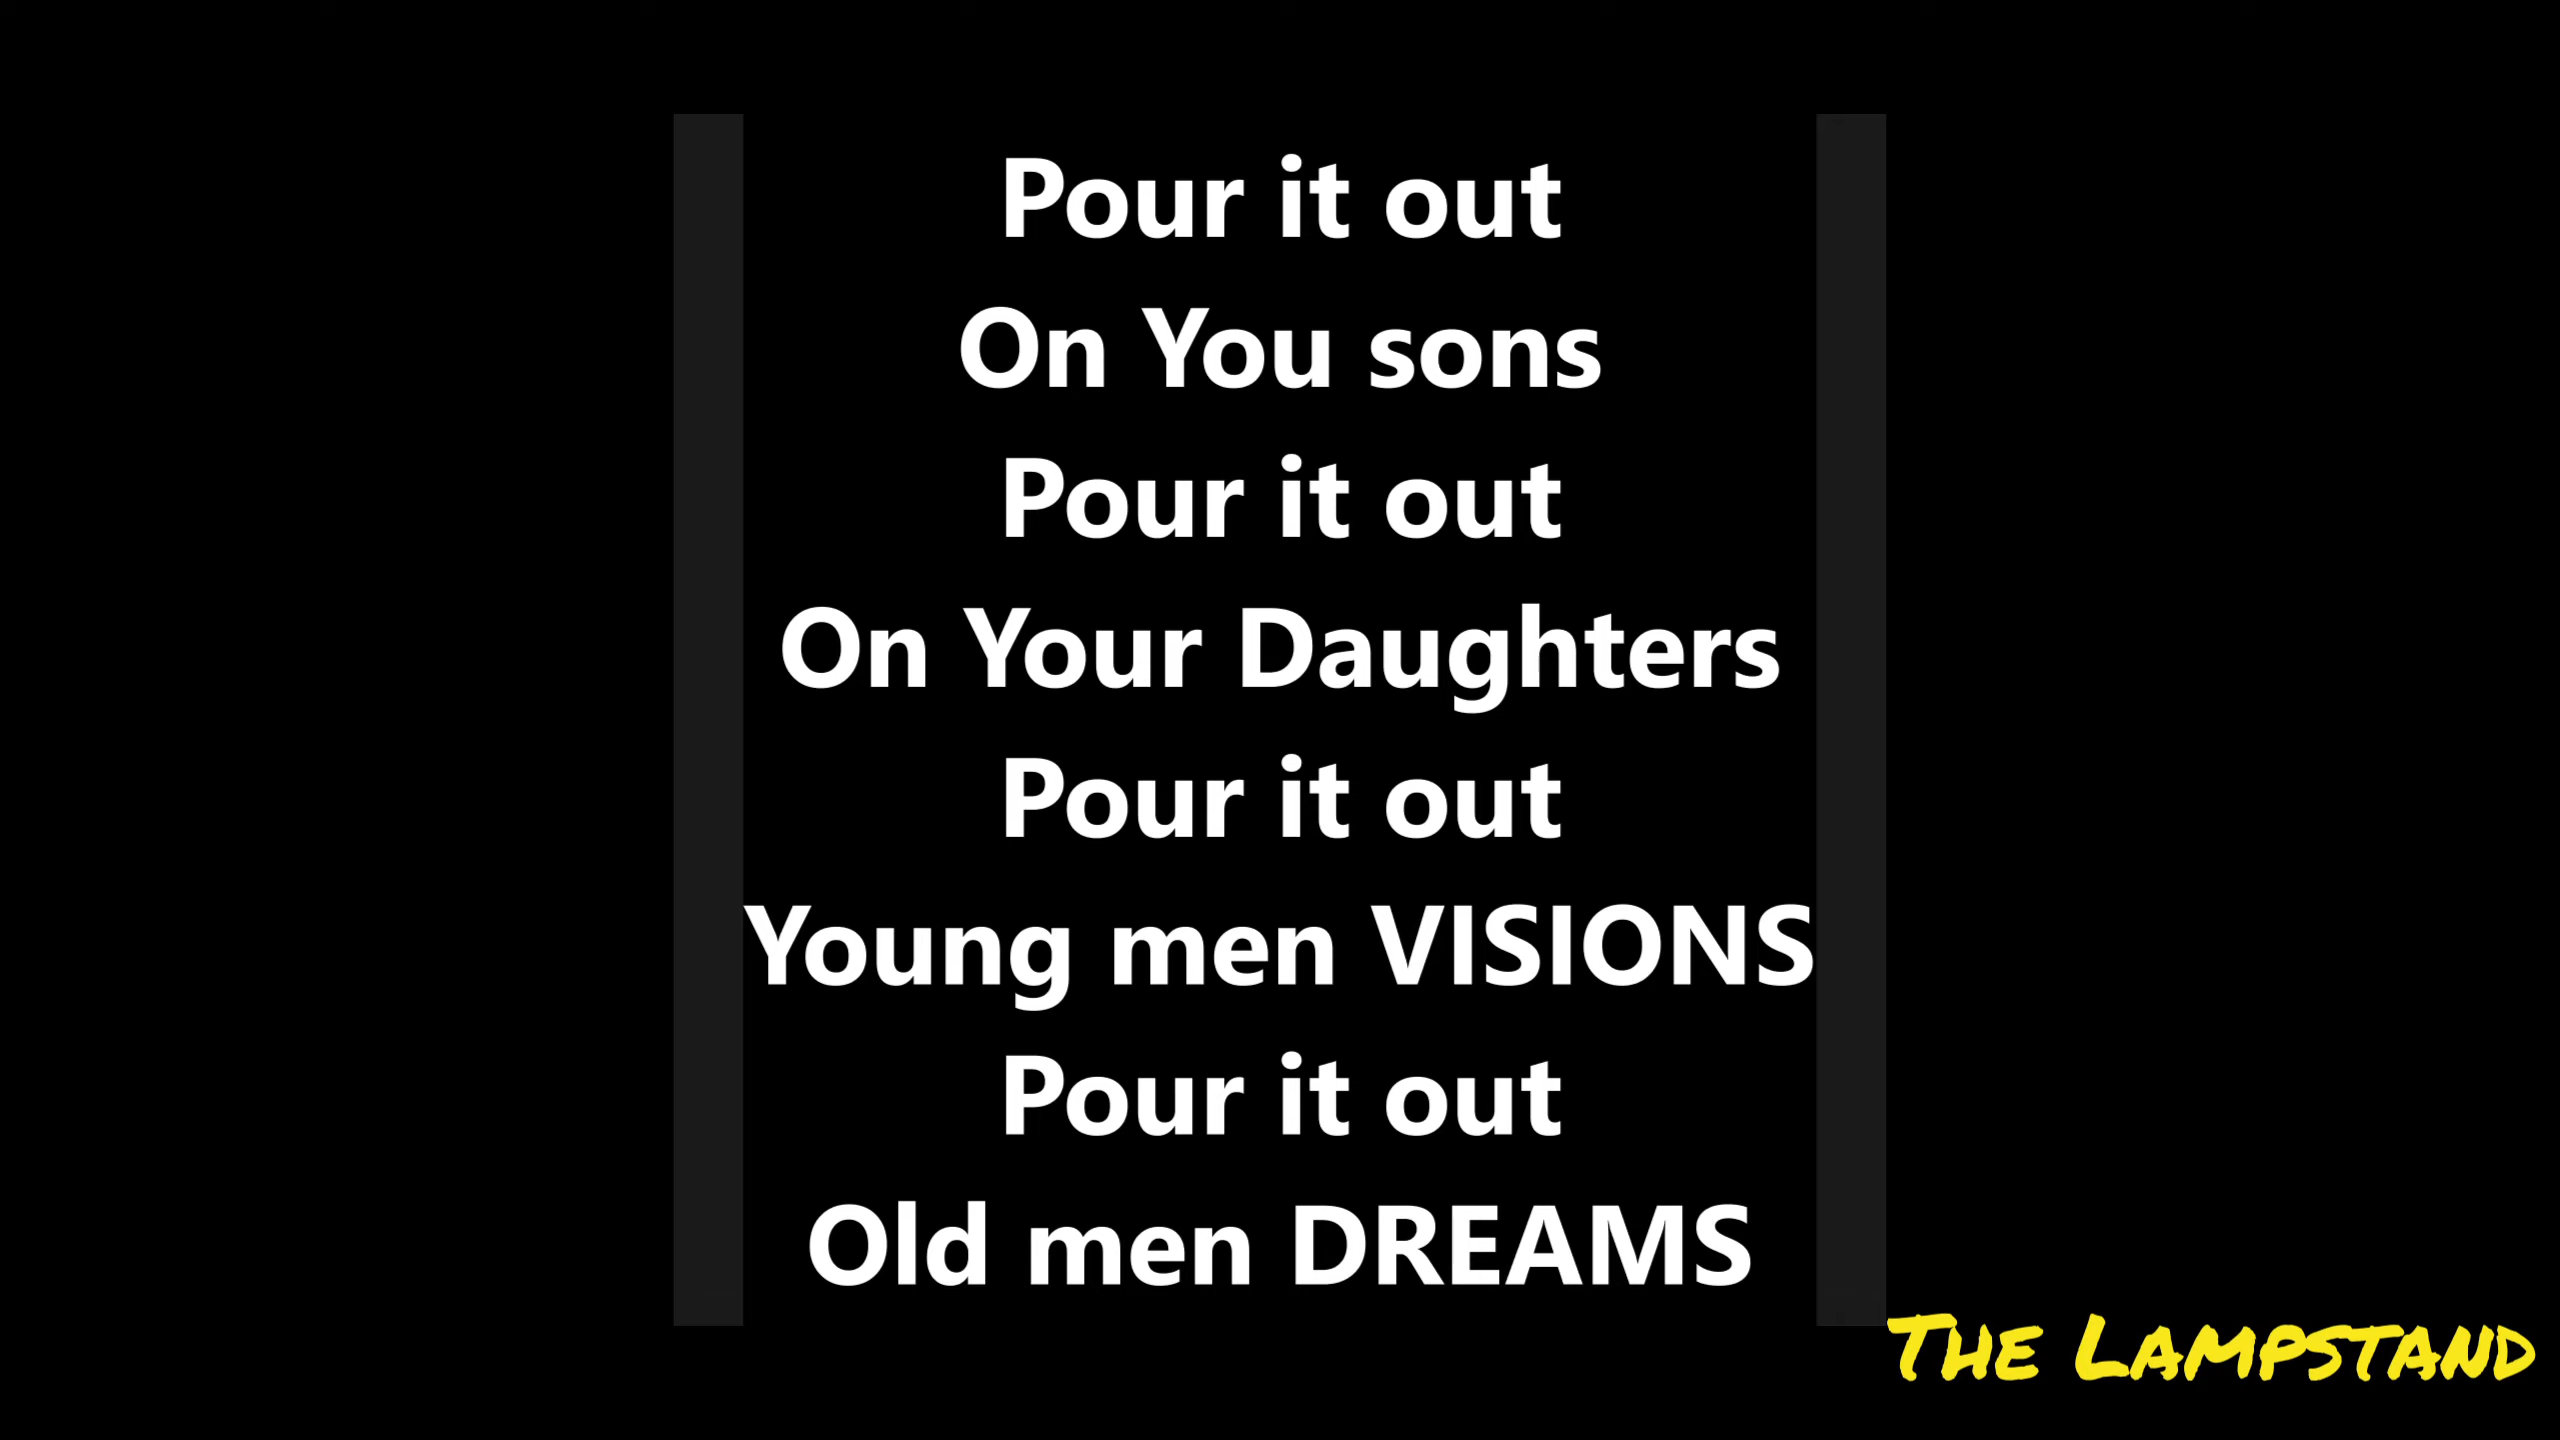 Pour it out
On You sons
Pour it out
On Your Daughters
Pour it out
Young men VISIONS
Pour it out
Old men DREAMS
THE LAMPSTAND